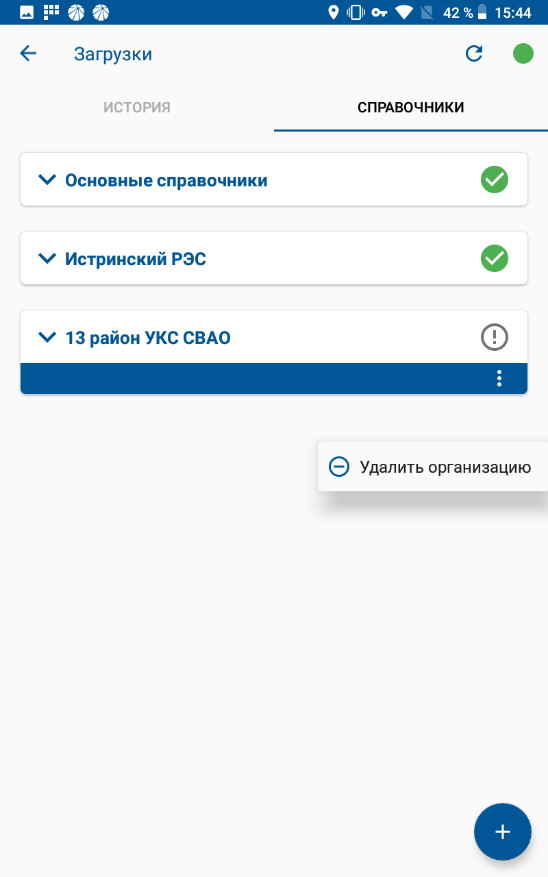 42 % 15:44
Загрузки
ИСТОРИЯ СПРАВОЧНИКИ
Основные справочники
Истринский РЭС
13 район УКС СВАО
Удалить организацию